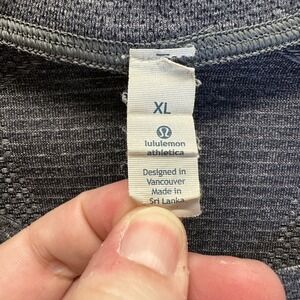 XL
lululemon
athletica
Designed in
Vancouver
Made in
Sri Lanka